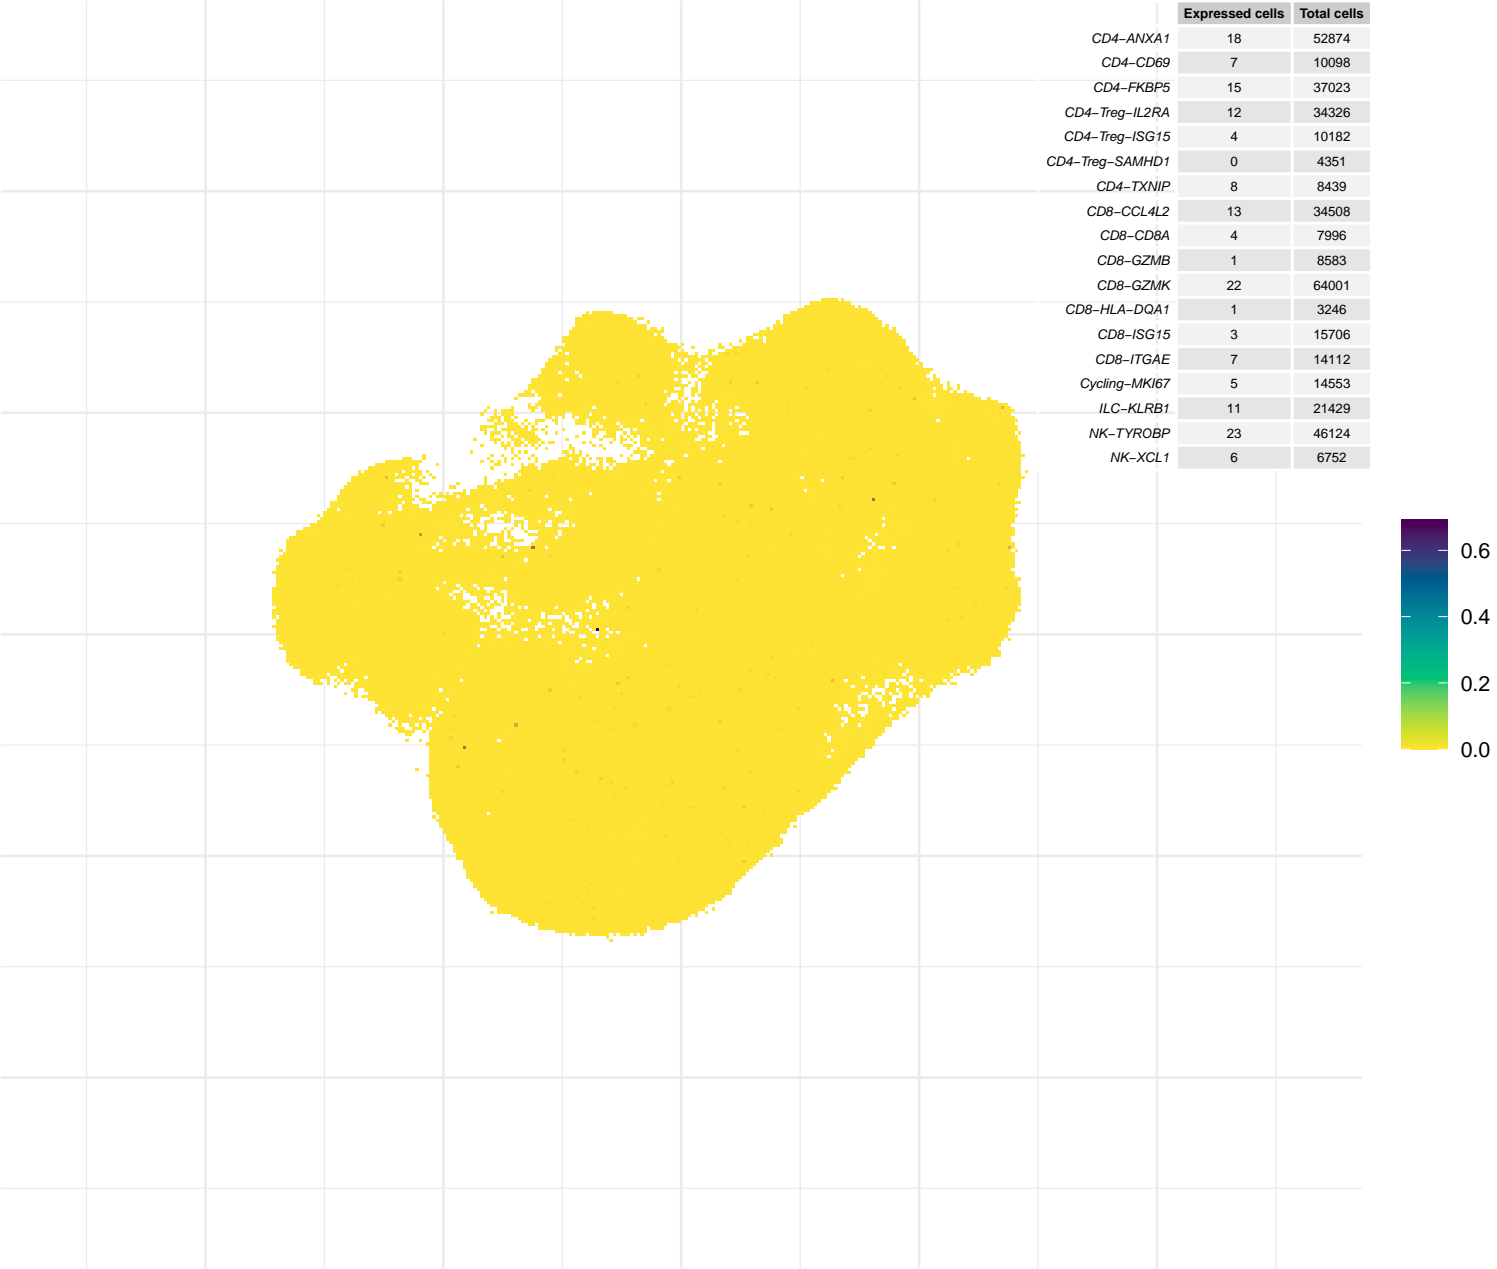 Expressed cells Total cells
CD4−ANXA1 18 52874
CD4−CD69 7 10098
CD4−FKBP5 15 37023
CD4−Treg−IL2RA 12 34326
CD4−Treg−ISG15 4 10182
CD4−Treg−SAMHD1 0 4351
CD4−TXNIP 8 8439
CD8−CCL4L2 13 34508
CD8−CD8A 4 7996
CD8−GZMB 1 8583
CD8−GZMK 22 64001
CD8−HLA−DQA1 1 3246
CD8−ISG15 3 15706
CD8−ITGAE 7 14112
Cycling−MKI67 5 14553
ILC−KLRB1 11 21429
NK−TYROBP 23 46124
NK−XCL1 6 6752
0.6
0.4
0.2
0.0